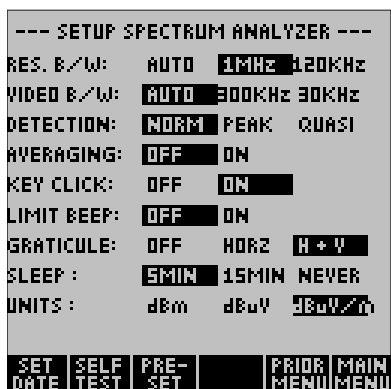 --- SETUP SPECTRUM ANALYZER ---
RES. B/W: AUTO 1MHz 120KHz
VIDEO B/W: AUTO 300KHz 30KHz
DETECTION: NORM PEAK QUASI
AVERAGING: OFF ON
KEY CLICK: OFF ON
LIMIT BEEP: OFF ON
GRATICULE: OFF HORZ H + V
SLEEP : 5MIN 15MIN NEVER
UNITS : dBm dBuV dBuV/m
SET SELF PRE- PRIOR MAIN
DATE TEST SET MENU MENU